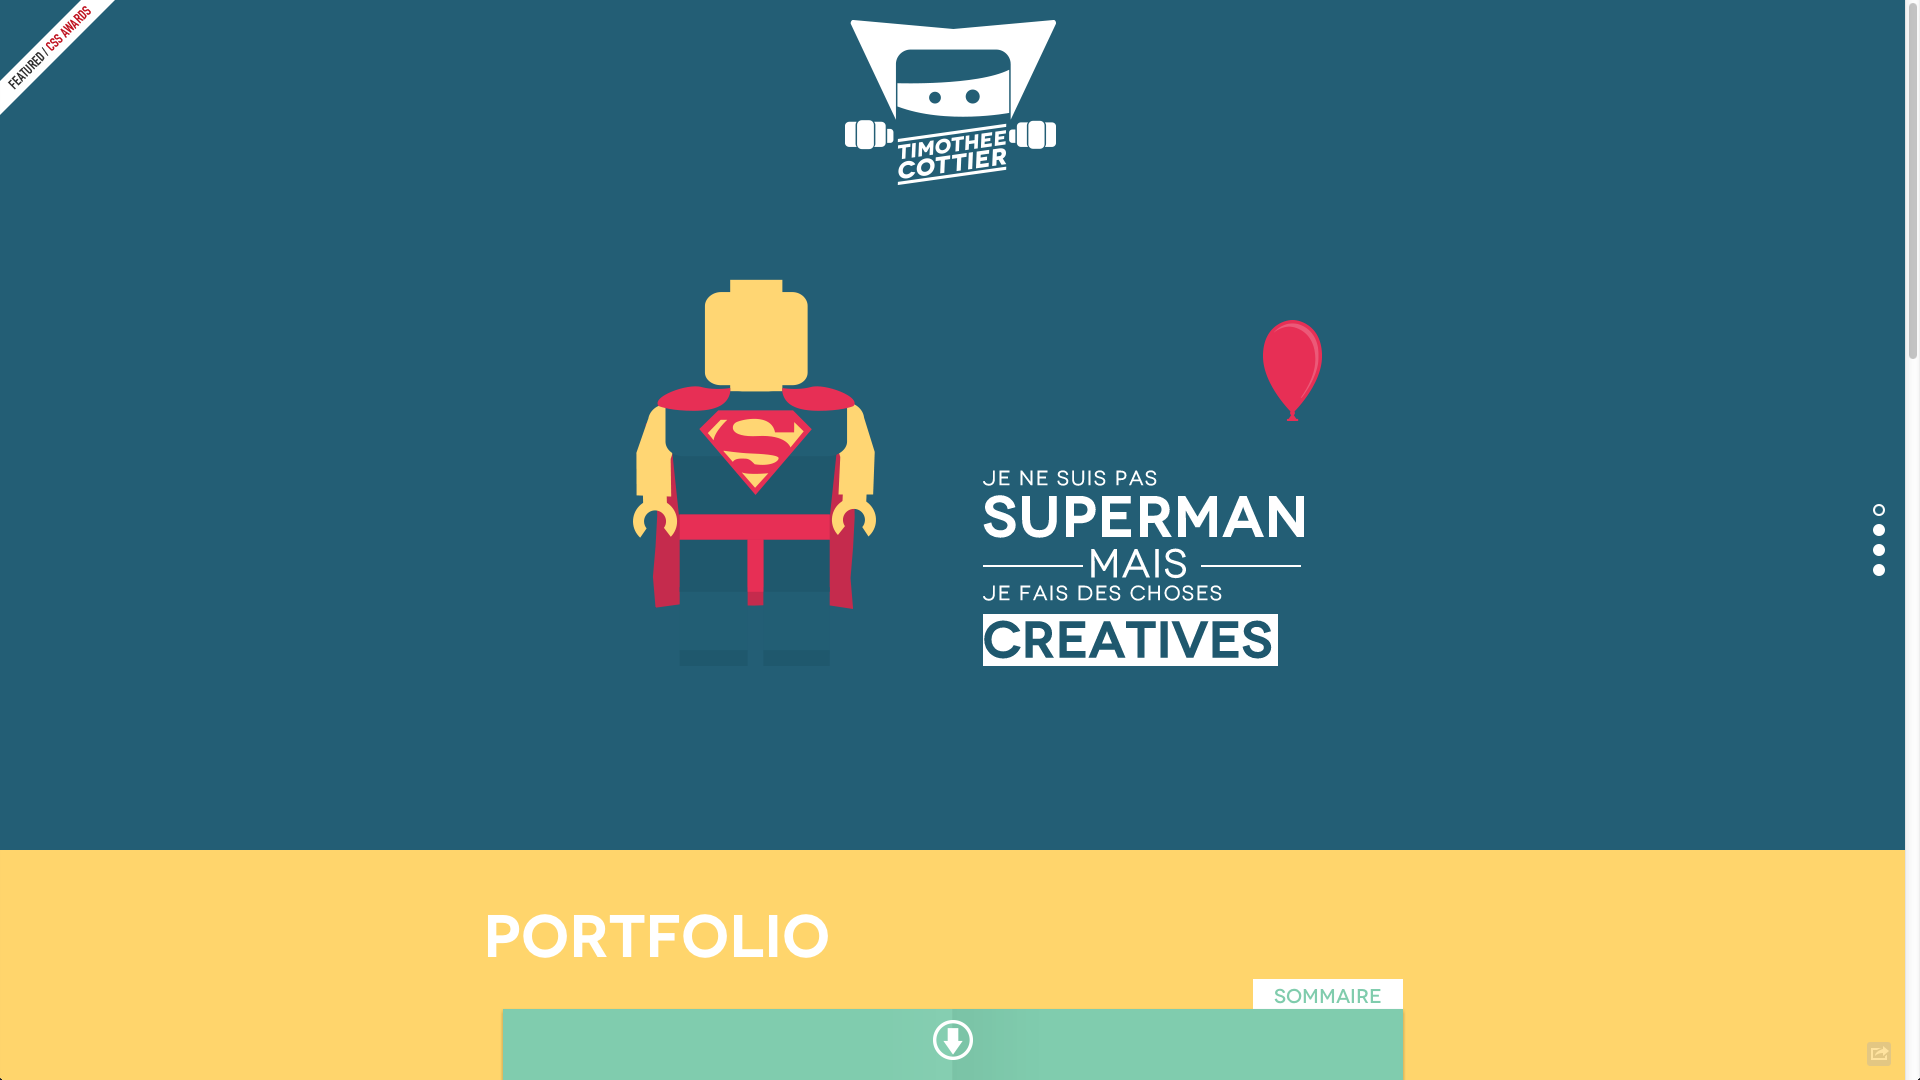 FEATURED / CSS AWARDS
TIMOTHEE
COTTIER
S
JE NE SUIS PAS
SUPERMAN
MAIS
JE FAIS DES CHOSES
CREATIVES
PORTFOLIO
SOMMAIRE